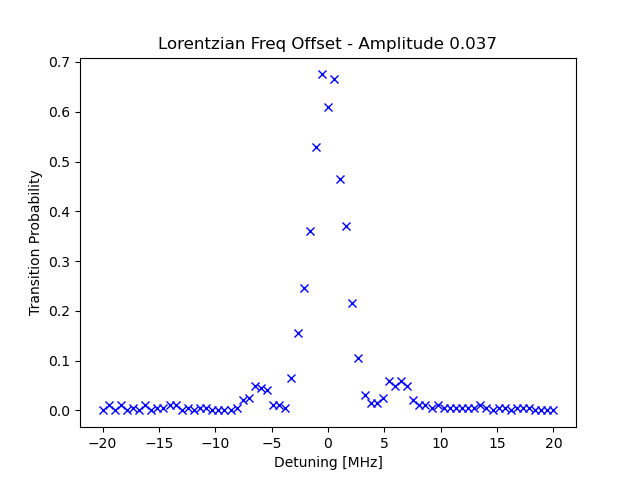 Lorentzian Freq Offset - Amplitude 0.037
0.7
0.6
0.5
0.4
0.3
0.2
0.1
0.0
Transition Probability
−20 −15 −10 −5 0 5 10 15 20
Detuning [MHz]